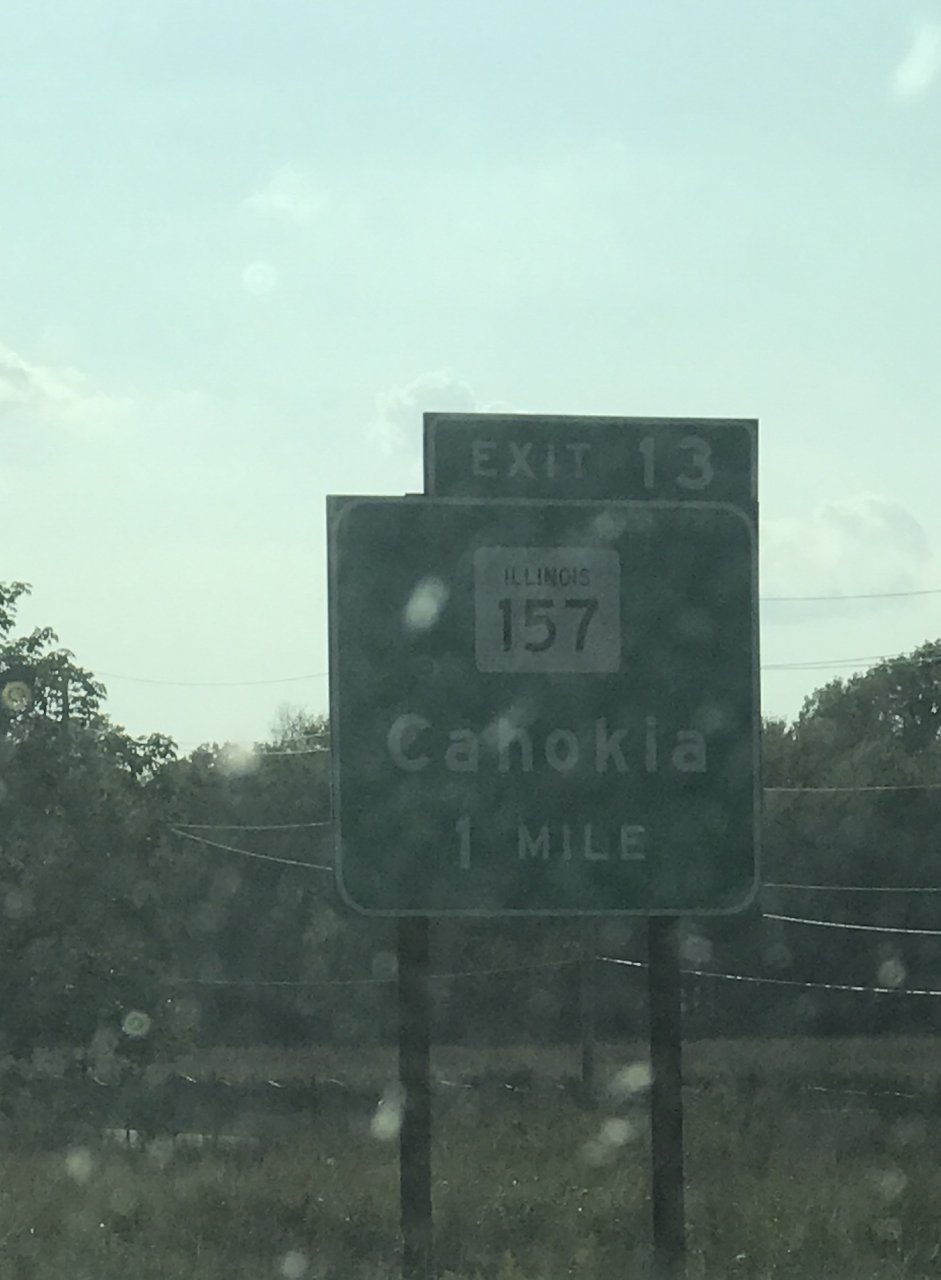 EXIT 13
ILLINOIS
157
Cahokia
1 MILE